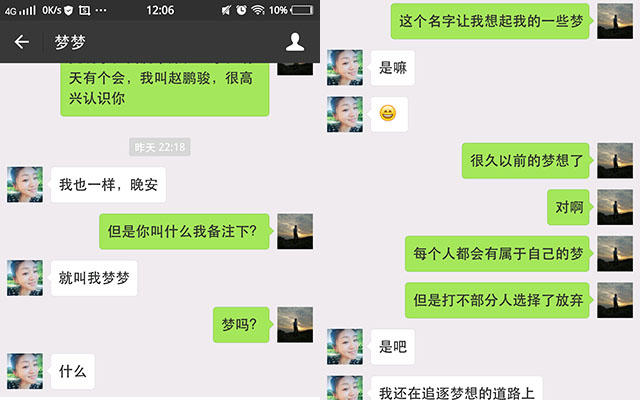 4G 0K/s 12:06 10%
梦梦
天有个会，我叫赵鹏骏，很高
兴认识你
昨天 22:18
我也一样，晚安
但是你叫什么我备注下？
就叫我梦梦
梦吗？
什么
这个名字让我想起我的一些梦
是嘛
很久以前的梦想了
对啊
每个人都会有属于自己的梦
但是打不部分人选择了放弃
是吧
我还在追逐梦想的道路上